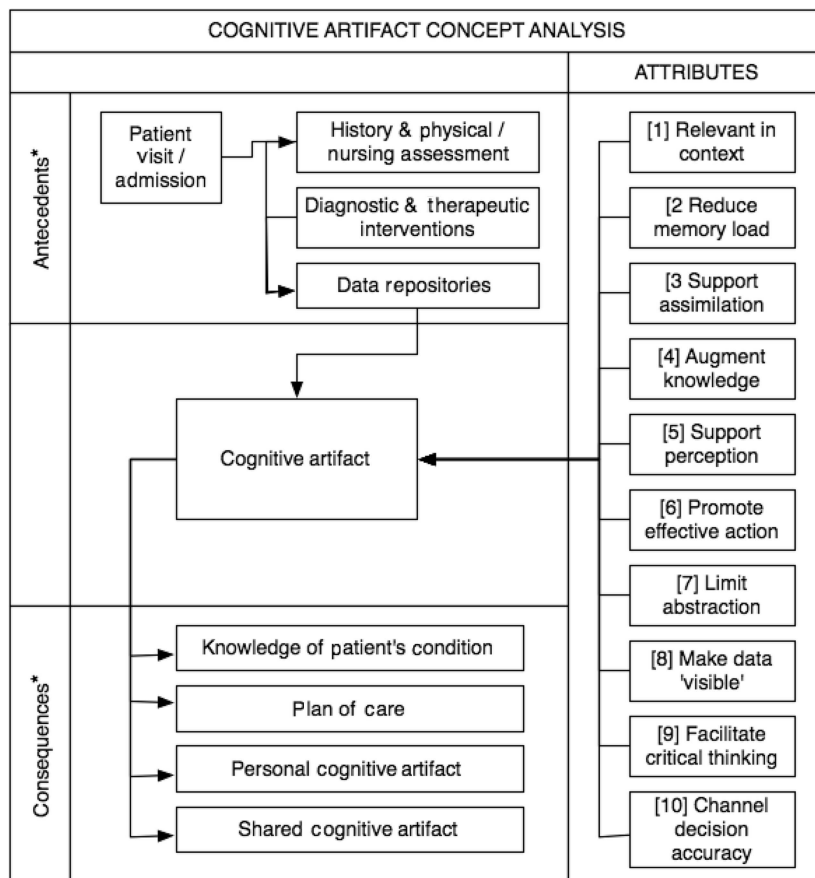 COGNITIVE ARTIFACT CONCEPT ANALYSIS
ATTRIBUTES
Antecedents*
Patient
visit /
admission
History & physical /
nursing assessment
Diagnostic & therapeutic
interventions
Data repositories
Cognitive artifact
Consequences*
Knowledge of patient's condition
Plan of care
Personal cognitive artifact
Shared cognitive artifact
[1] Relevant in
context
[2 Reduce
memory load
[3 Support
assimilation
[4] Augment
knowledge
[5] Support
perception
[6] Promote
effective action
[7] Limit
abstraction
[8] Make data
'visible'
[9] Facilitate
critical thinking
[10] Channel
decision
accuracy